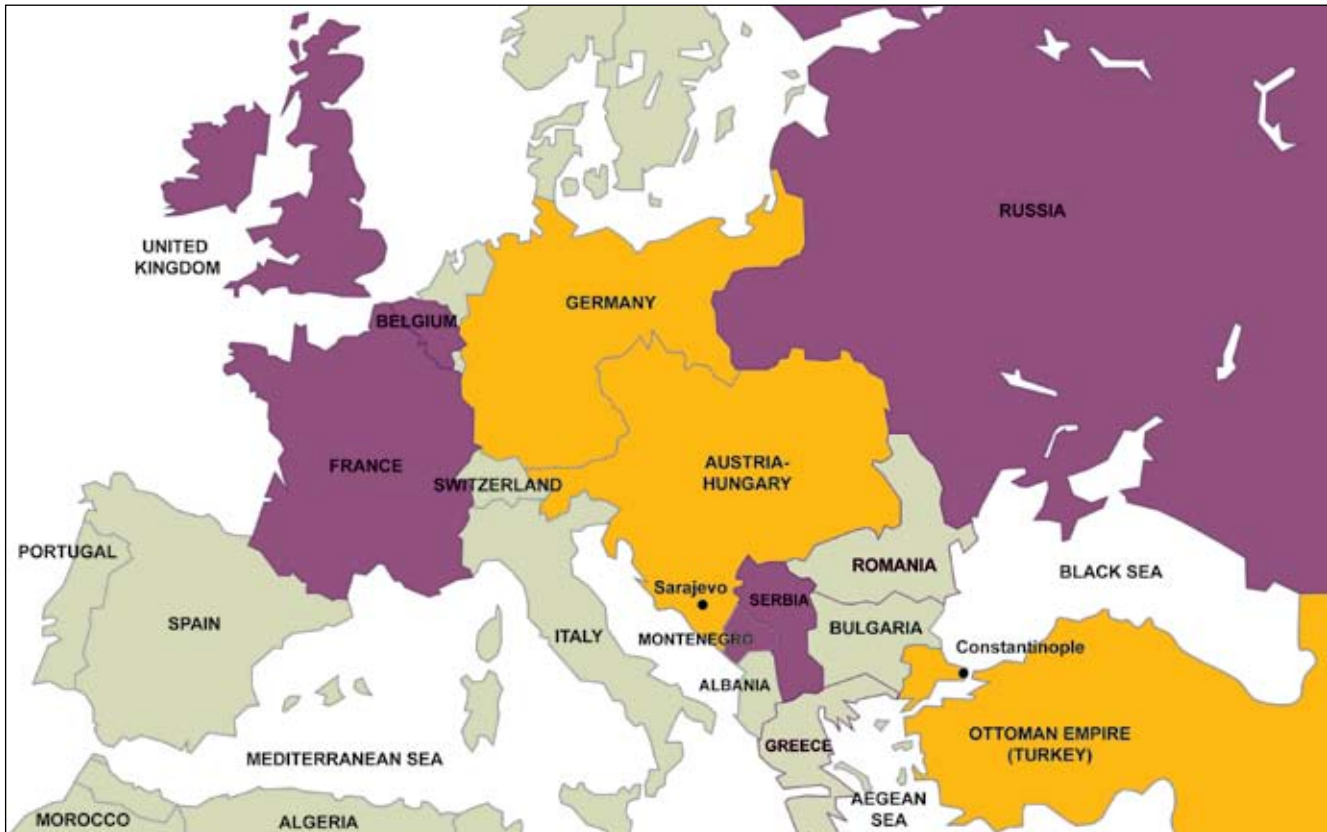 RUSSIA
UNITED
KINGDOM
GERMANY
BELGIUM
FRANCE
AUSTRIA-
HUNGARY
SWITZERLAND
PORTUGAL
ROMANIA
BLACK SEA
Sarajevo
SERBIA
SPAIN
ITALY
MONTENEGRO
BULGARIA
Constantinople
ALBANIA
OTTOMAN EMPIRE
(TURKEY)
GREECE
MEDITERRANEAN SEA
AEGEAN
SEA
MOROCCO
ALGERIA